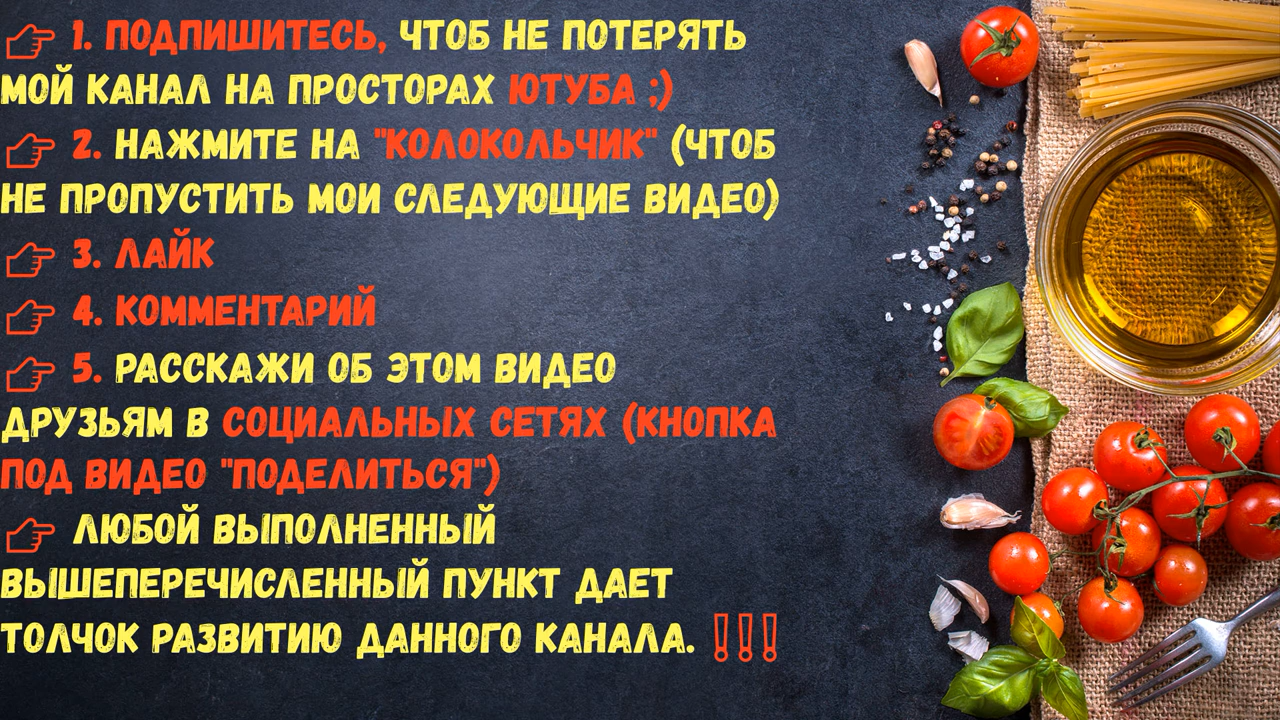 👉 1. ПОДПИШИТЕСЬ, ЧТОБ НЕ ПОТЕРЯТЬ
МОЙ КАНАЛ НА ПРОСТОРАХ ЮТУБА ;)
👉 2. НАЖМИТЕ НА "КОЛОКОЛЬЧИК" (ЧТОБ
НЕ ПРОПУСТИТЬ МОИ СЛЕДУЮЩИЕ ВИДЕО)
👉 3. ЛАЙК
👉 4. КОММЕНТАРИЙ
👉 5. РАССКАЖИ ОБ ЭТОМ ВИДЕО
ДРУЗЬЯМ В СОЦИАЛЬНЫХ СЕТЯХ (КНОПКА
ПОД ВИДЕО "ПОДЕЛИТЬСЯ")
👉 ЛЮБОЙ ВЫПОЛНЕННЫЙ
ВЫШЕПЕРЕЧИСЛЕННЫЙ ПУНКТ ДАЕТ
ТОЛЧОК РАЗВИТИЮ ДАННОГО КАНАЛА. !!!